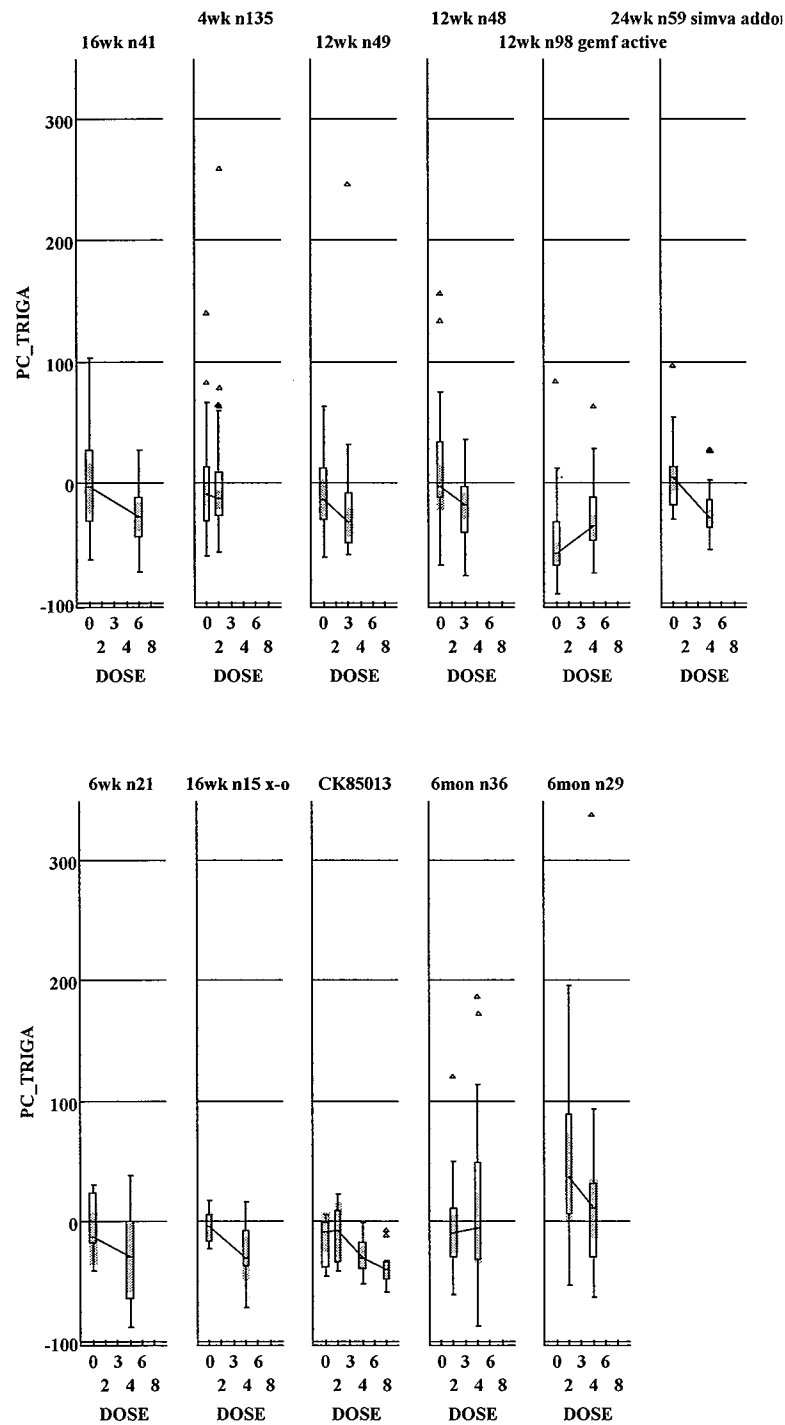 4wk n135 12wk n48 24wk n59 simva addo
16wk n41 12wk n49 12wk n98 gemf active
300
200
PC_TRIGA
100
0
-100
0 3 6 0 3 6 0 3 6 0 3 6 0 3 6 0 3 6
2 4 8 2 4 8 2 4 8 2 4 8 2 4 8 2 4 8
DOSE DOSE DOSE DOSE DOSE DOSE
6wk n21 16wk n15 x-o CK85013 6mon n36 6mon n29
300
200
PC_TRIGA
100
0
-100
0 3 6 0 3 6 0 3 6 0 3 6 0 3 6
2 4 8 2 4 8 2 4 8 2 4 8 2 4 8
DOSE DOSE DOSE DOSE DOSE